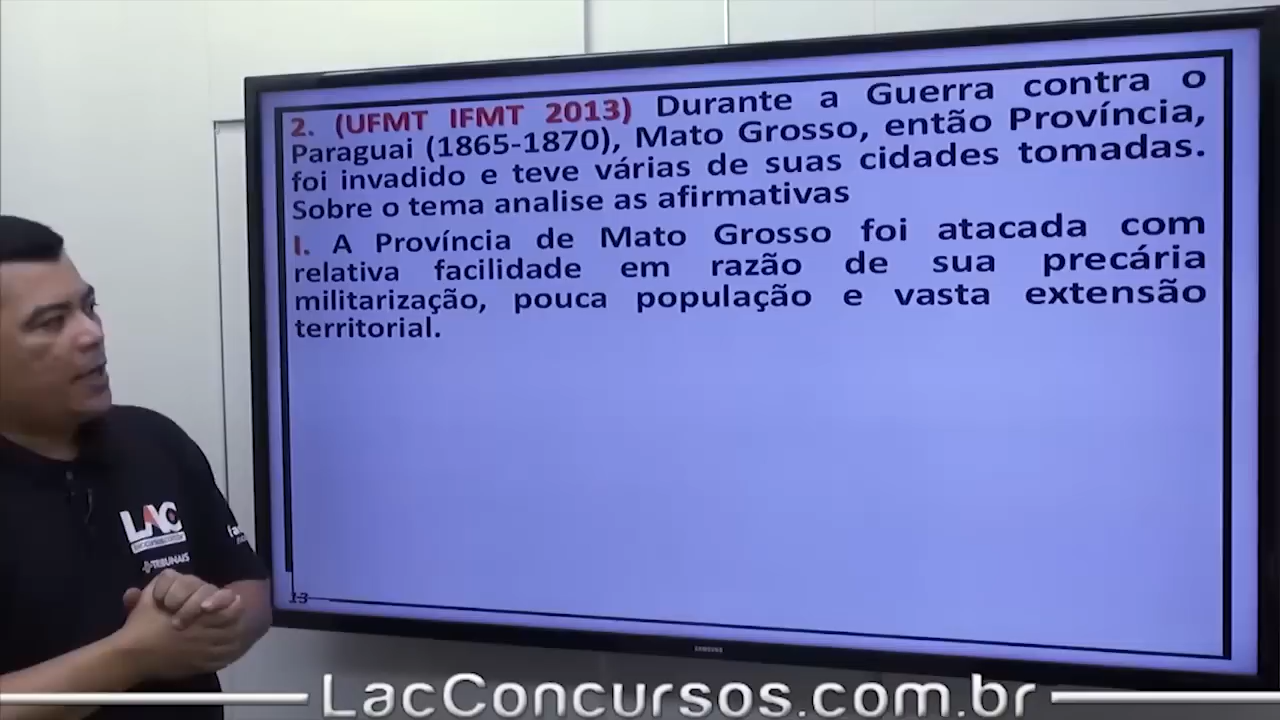 2. (UFMT IFMT 2013) Durante a Guerra contra o
Paraguai (1865-1870), Mato Grosso, então Província,
foi invadido e teve várias de suas cidades tomadas.
Sobre o tema analise as afirmativas
I. A Província de Mato Grosso foi atacada com
relativa facilidade em razão de sua precária
militarização, pouca população e vasta extensão
territorial.
13
SAMSUNG
LAC
+TRIBUNAIS
LacConcursos.com.br